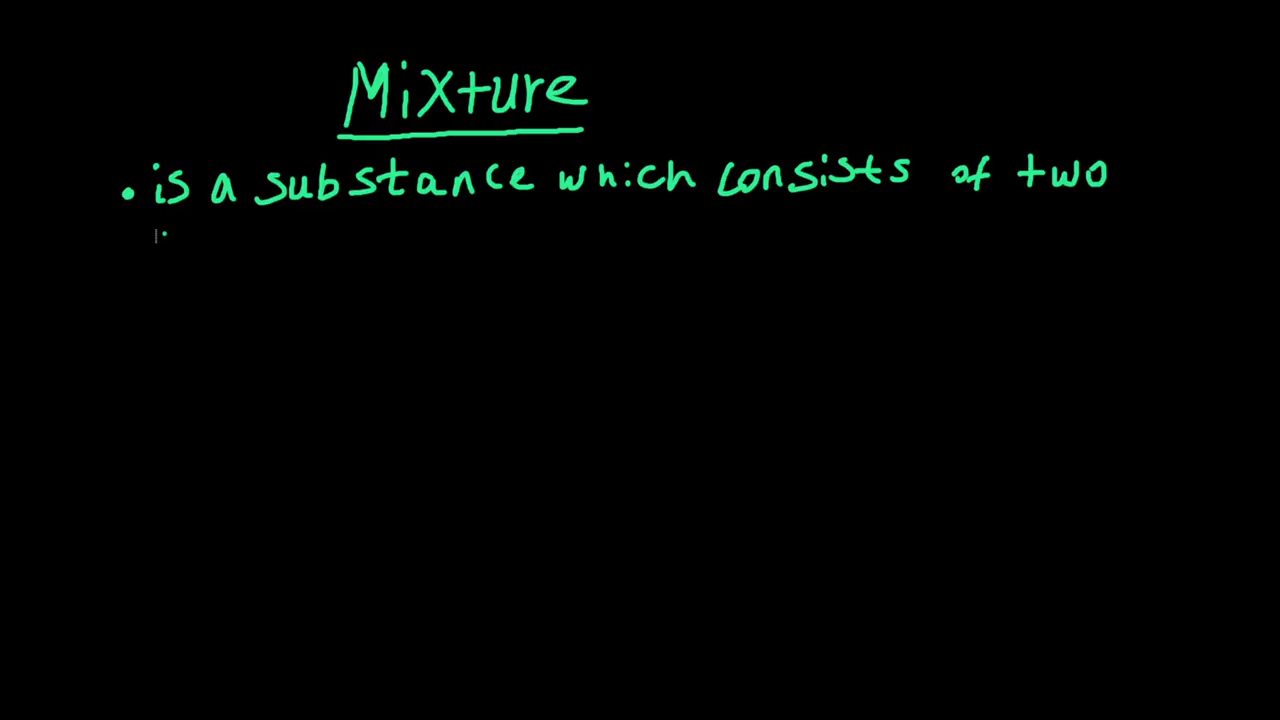 Mixture
• is a substance which consists of two